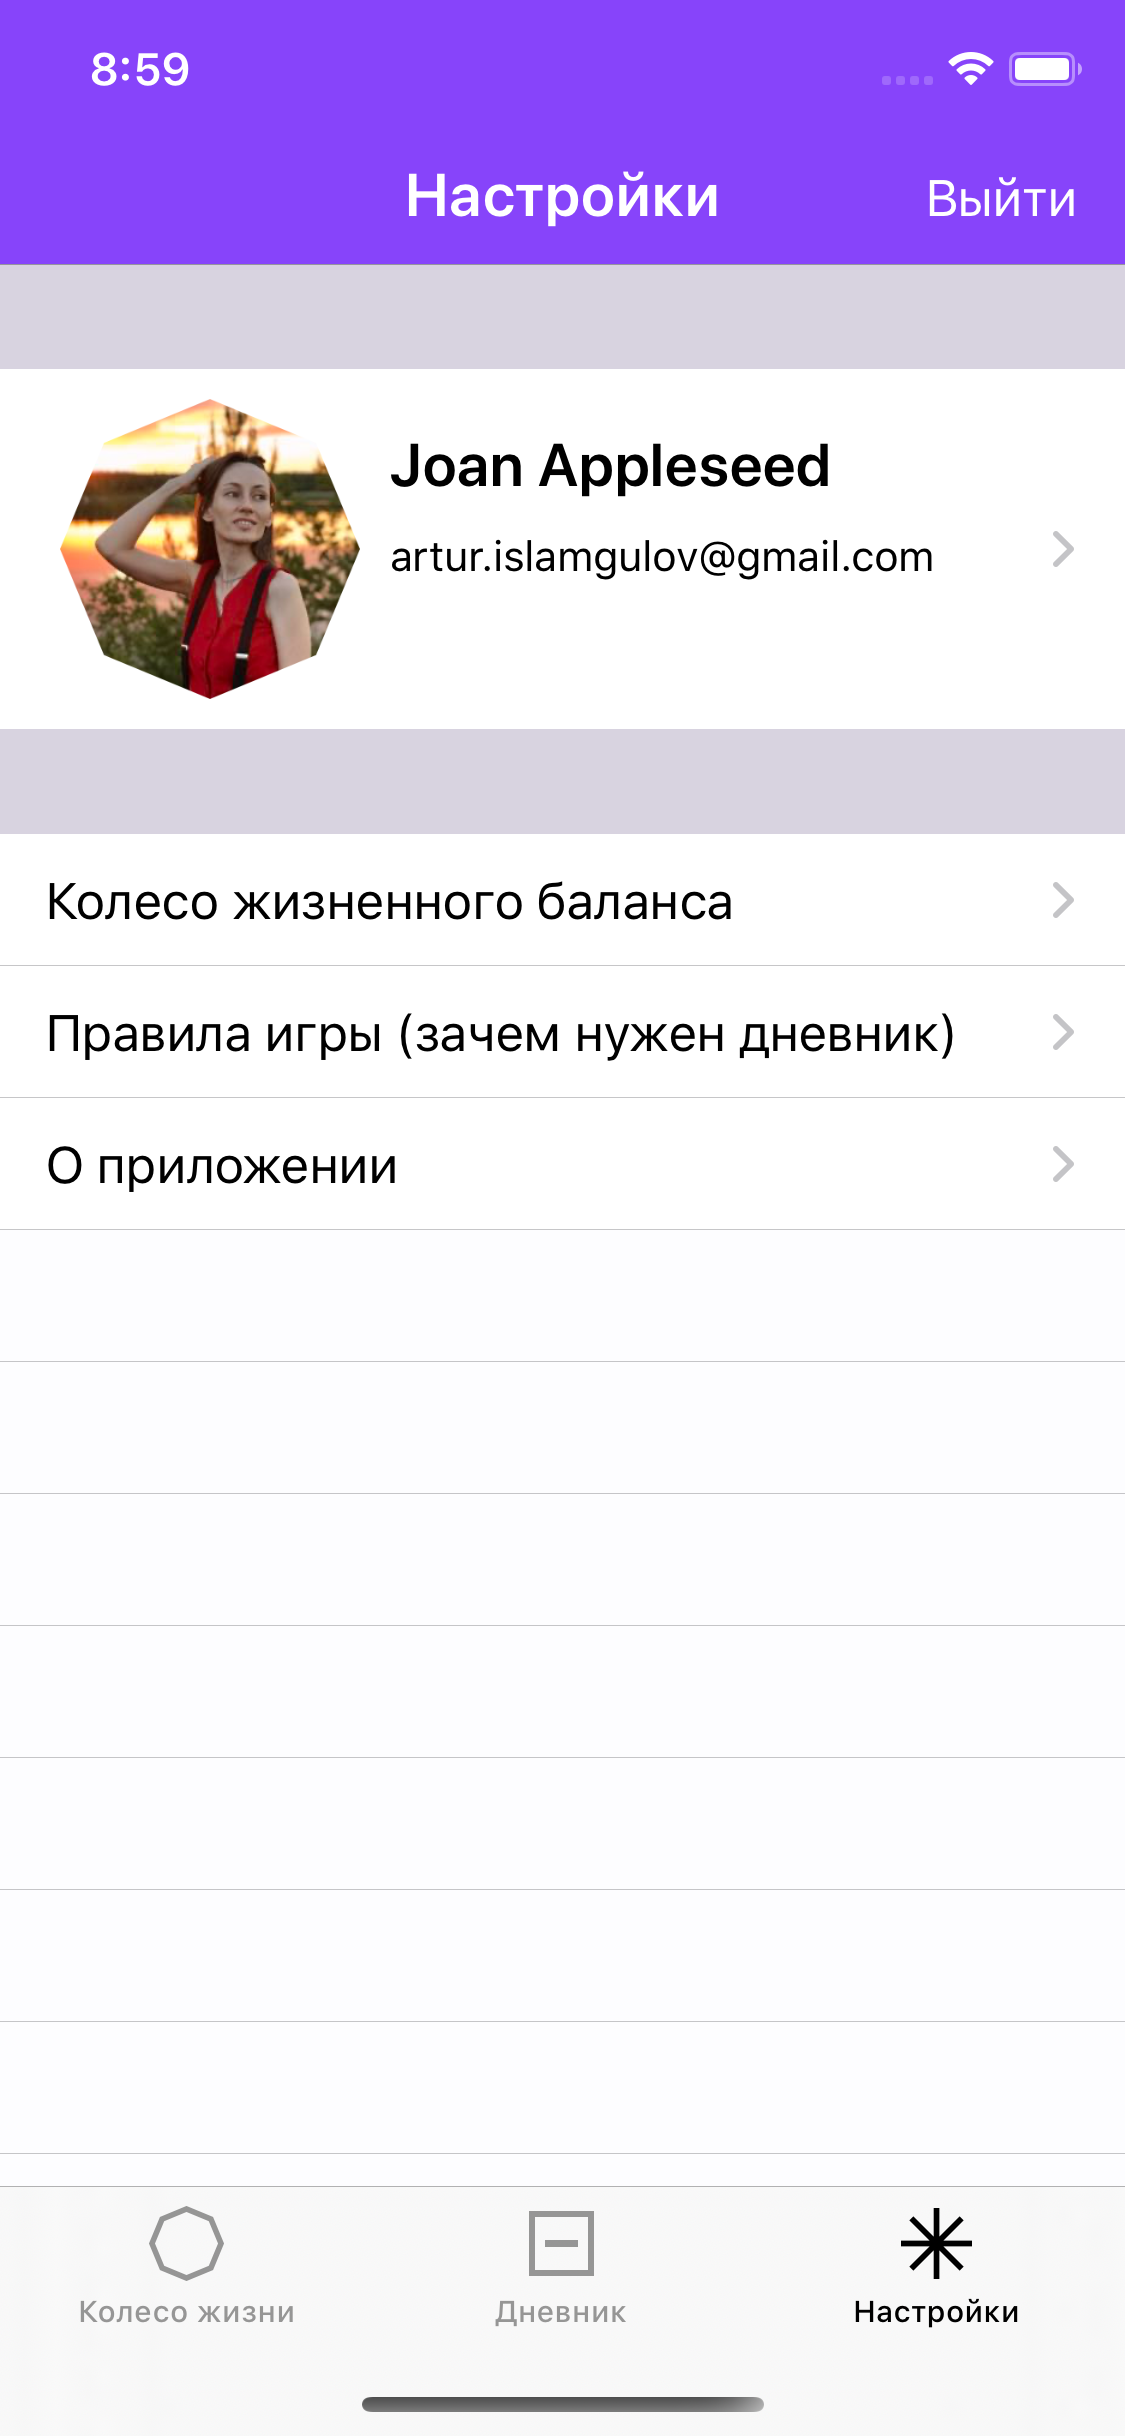 8:59
Настройки
Выйти
Joan Appleseed
artur.islamgulov@gmail.com
Колесо жизненного баланса
Правила игры (зачем нужен дневник)
О приложении
Колесо жизни
Дневник
Настройки